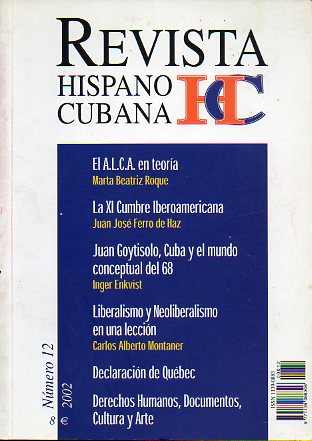 REVISTA
HISPANO
CUBANA
HC
El A.L.C.A. en teoría
Marta Beatriz Roque
La XI Cumbre Iberoamericana
Juan José Ferro de Haz
Juan Goytisolo, Cuba y el mundo
conceptual del 68
Inger Enkvist
Liberalismo y Neoliberalismo
en una lección
Carlos Alberto Montaner
Declaración de Québec
Derechos Humanos, Documentos,
Cultura y Arte
Número 12
8 € 2002